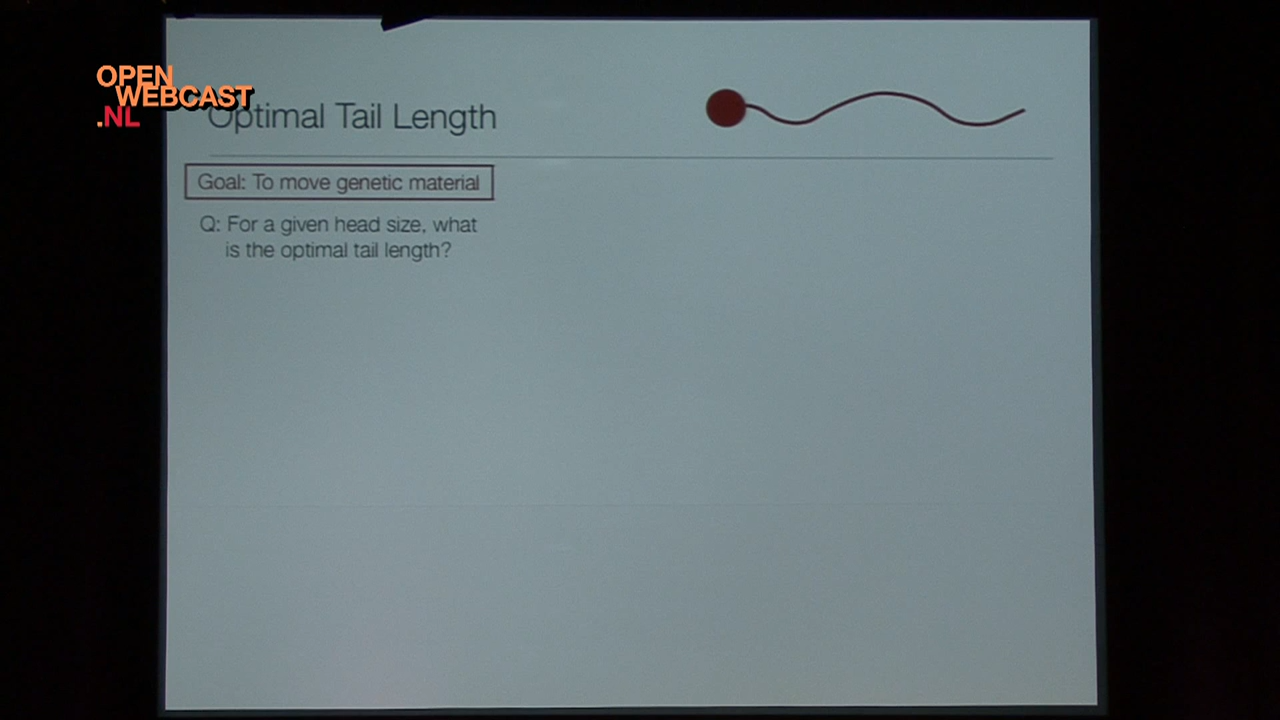 OPEN
WEBCAST
.NL
Optimal Tail Length
Goal: To move genetic material
Q: For a given head size, what
is the optimal tail length?